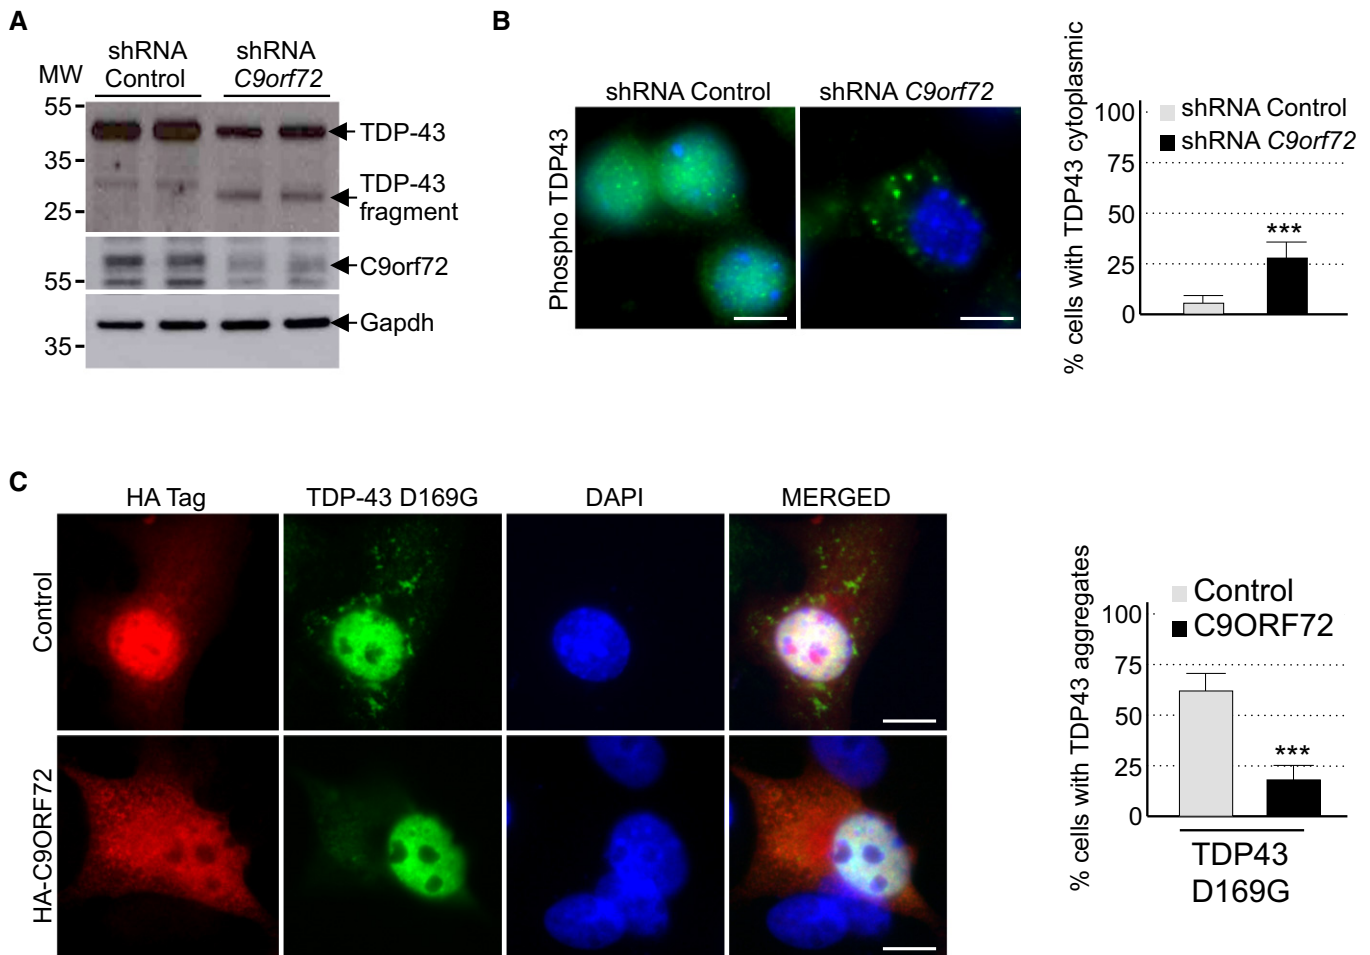 A
shRNA
Control
shRNA
C9orf72
MW
55
35
25
55
35
TDP-43
TDP-43
fragment
C9orf72
Gapdh
B
shRNA Control
shRNA C9orf72
Phospho TDP43
% cells with TDP43 cytoplasmic
100
75
50
25
0
shRNA Control
shRNA C9orf72
***
C
HA Tag
TDP-43 D169G
DAPI
MERGED
Control
HA-C9ORF72
% cells with TDP43 aggregates
100
75
50
25
0
Control
C9ORF72
***
TDP43
D169G